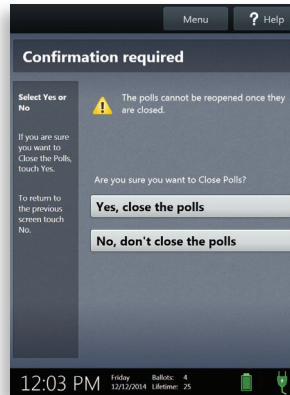 Menu
? Help
Confirmation required
Select Yes or
No
If you are sure
you want to
Close the Polls,
touch Yes.
To return to
the previous
screen touch
No.
The polls cannot be reopened once they
are closed.
Are you sure you want to Close Polls?
Yes, close the polls
No, don't close the polls
12:03 PM
Friday
12/12/2014
Ballots: 4
Lifetime: 25